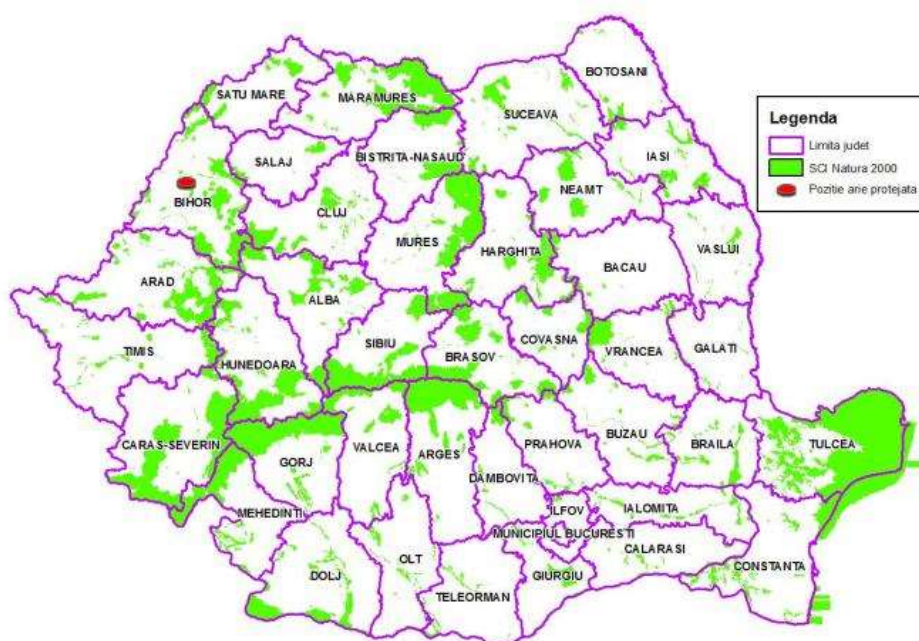 BOTOSANI
SATU MARE
MARAMURES
SUCEAVA
Legenda
Limita judet
SCI Natura 2000
Pozitie arie protejata
SALAJ
BISTRITA-NASAUD
IASI
BIHOR
CLUJ
NEAMT
MURES
HARGHITA
BACAU
VASLUI
ARAD
ALBA
TIMIS
HUNEDOARA
SIBIU
BRASOV
COVASNA
VRANCEA
GALATI
CARAS-SEVERIN
GORJ
VALCEA
ARGES
DAMBOVITA
PRAHOVA
BUZAU
BRAILA
TULCEA
MEHEDINTI
ILFOV
IALOMITA
MUNICIPIUL BUCURESTI
CALARASI
DOLJ
OLT
TELEORMAN
GIURGIU
CONSTANTA